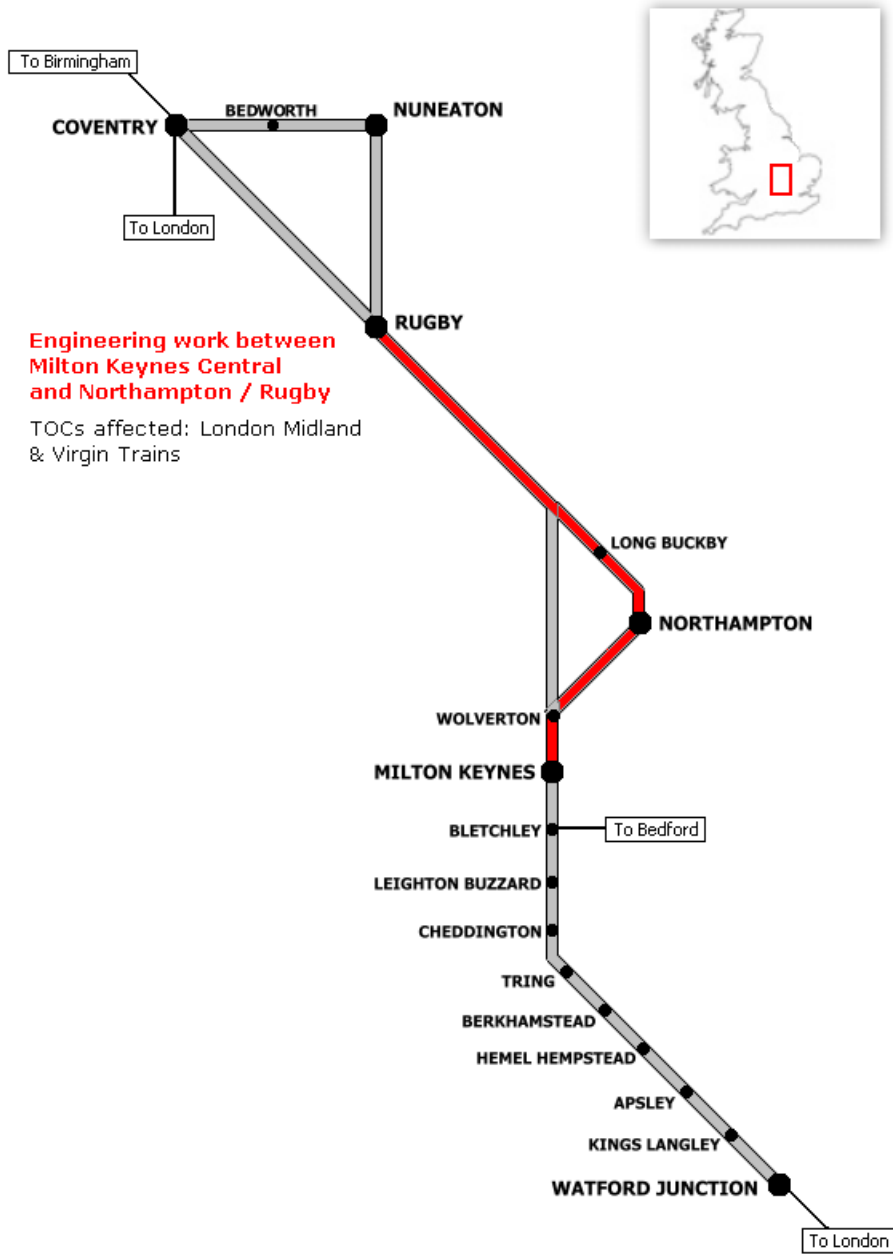 To Birmingham
BEDWORTH
NUNEATON
COVENTRY
To London
RUGBY
Engineering work between
Milton Keynes Central
and Northampton / Rugby
TOCs affected: London Midland
& Virgin Trains
LONG BUCKBY
NORTHAMPTON
WOLVERTON
MILTON KEYNES
BLETCHLEY
To Bedford
LEIGHTON BUZZARD
CHEDDINGTON
TRING
BERKHAMSTEAD
HEMEL HEMPSTEAD
APSLEY
KINGS LANGLEY
WATFORD JUNCTION
To London